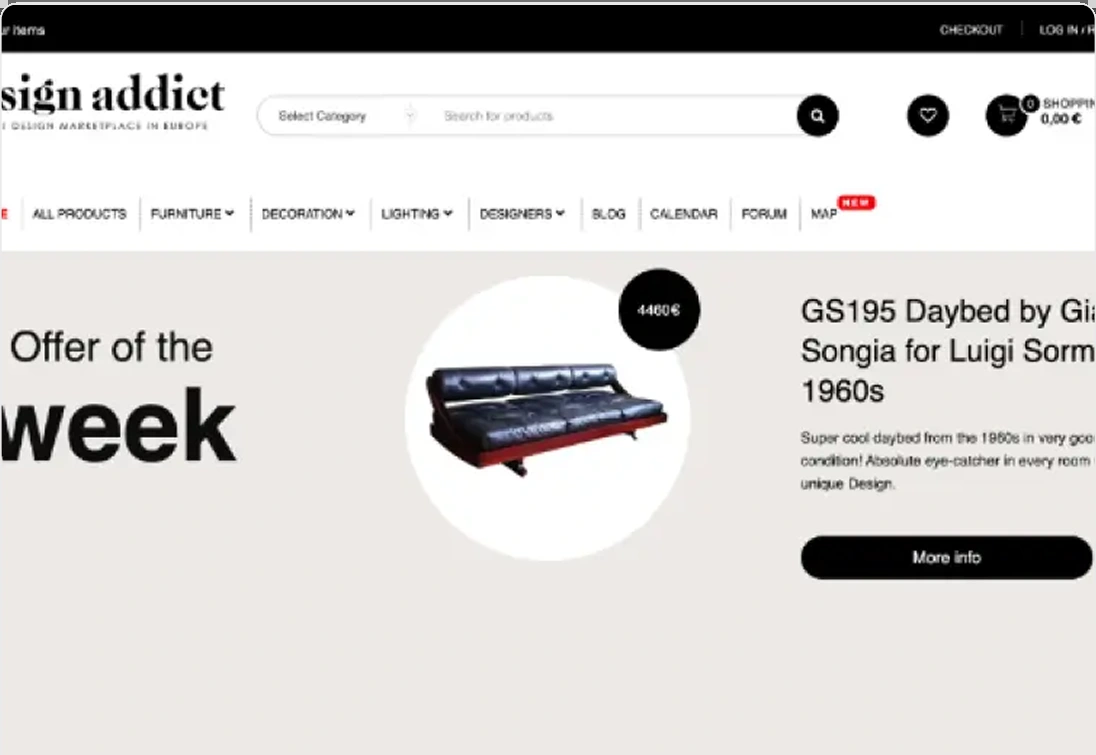 ur items
CHECKOUT
LOG IN / R
sign addict
DESIGN MARKETPLACE IN EUROPE
Select Category
Search for products
0
SHOPPIN
0,00 €
E
ALL PRODUCTS
FURNITURE
DECORATION
LIGHTING
DESIGNERS
BLOG
CALENDAR
FORUM
MAP
NEW
Offer of the
week
4460€
GS195 Daybed by Gia
Songia for Luigi Sorm
1960s
Super cool daybed from the 1960s in very goo
condition! Absolute eye-catcher in every room
unique Design.
More info